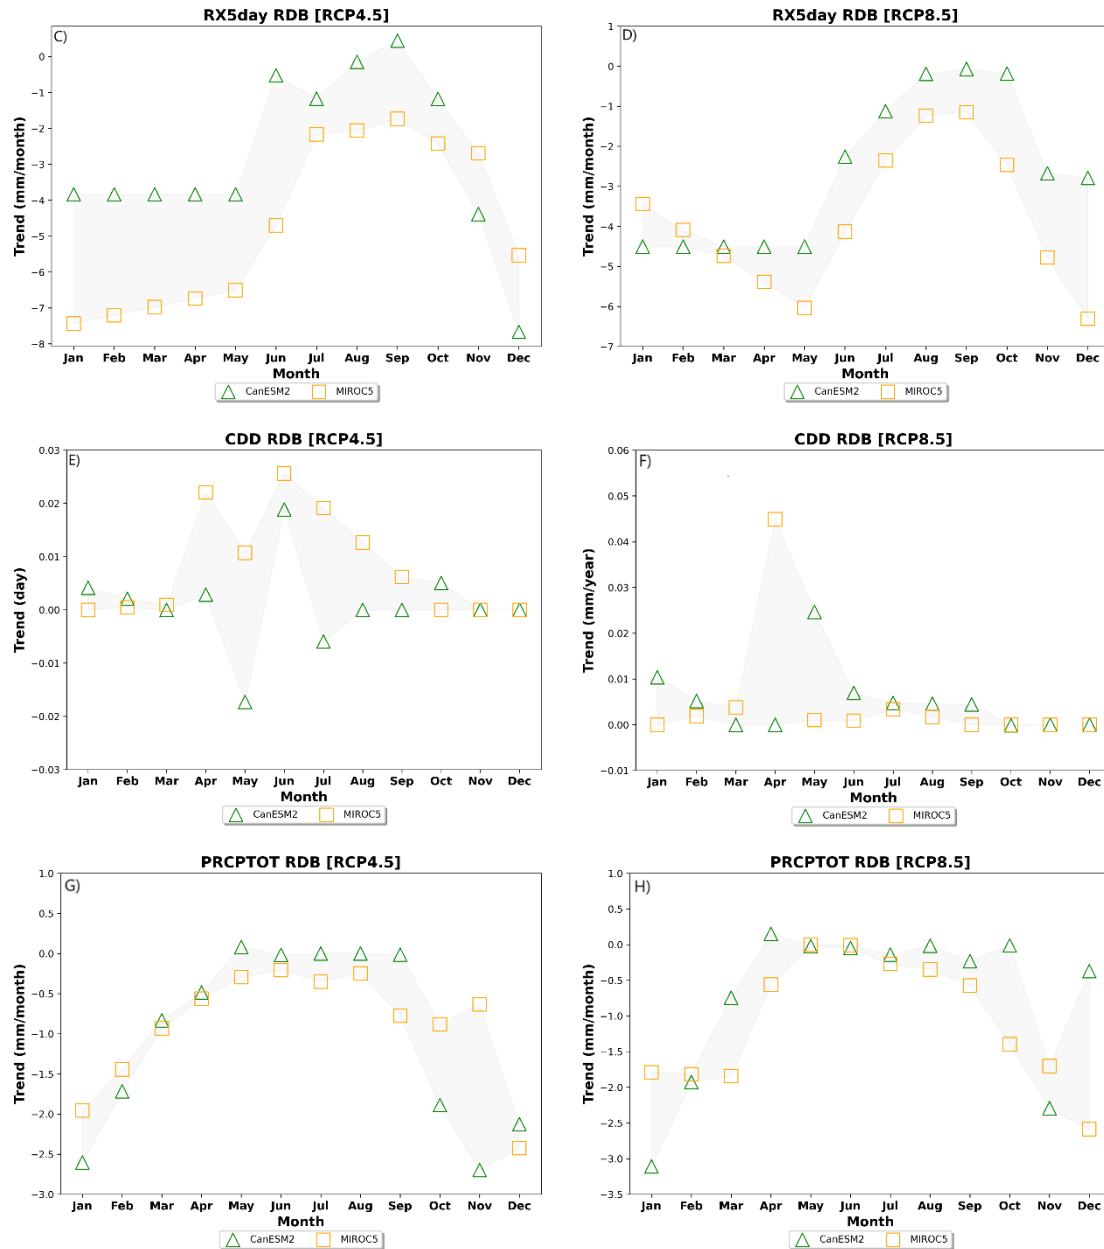 RX5day RDB [RCP4.5]
C)
Trend (mm/month)
0
−1
−2
−3
−4
−5
−6
−7
−8
Jan Feb Mar Apr May Jun Jul Aug Sep Oct Nov Dec
Month
CanESM2 MIROC5
RX5day RDB [RCP8.5]
D)
Trend (mm/month)
1
0
−1
−2
−3
−4
−5
−6
−7
Jan Feb Mar Apr May Jun Jul Aug Sep Oct Nov Dec
Month
CanESM2 MIROC5
CDD RDB [RCP4.5]
E)
Trend (day)
0.03
0.02
0.01
0.00
−0.01
−0.02
−0.03
Jan Feb Mar Apr May Jun Jul Aug Sep Oct Nov Dec
Month
CanESM2 MIROC5
CDD RDB [RCP8.5]
F)
Trend (mm/year)
0.06
0.05
0.04
0.03
0.02
0.01
0.00
−0.01
Jan Feb Mar Apr May Jun Jul Aug Sep Oct Nov Dec
Month
CanESM2 MIROC5
PRCPTOT RDB [RCP4.5]
G)
Trend (mm/month)
1.0
0.5
0.0
−0.5
−1.0
−1.5
−2.0
−2.5
−3.0
Jan Feb Mar Apr May Jun Jul Aug Sep Oct Nov Dec
Month
CanESM2 MIROC5
PRCPTOT RDB [RCP8.5]
H)
Trend (mm/month)
1.0
0.5
0.0
−0.5
−1.0
−1.5
−2.0
−2.5
−3.0
−3.5
Jan Feb Mar Apr May Jun Jul Aug Sep Oct Nov Dec
Month
CanESM2 MIROC5